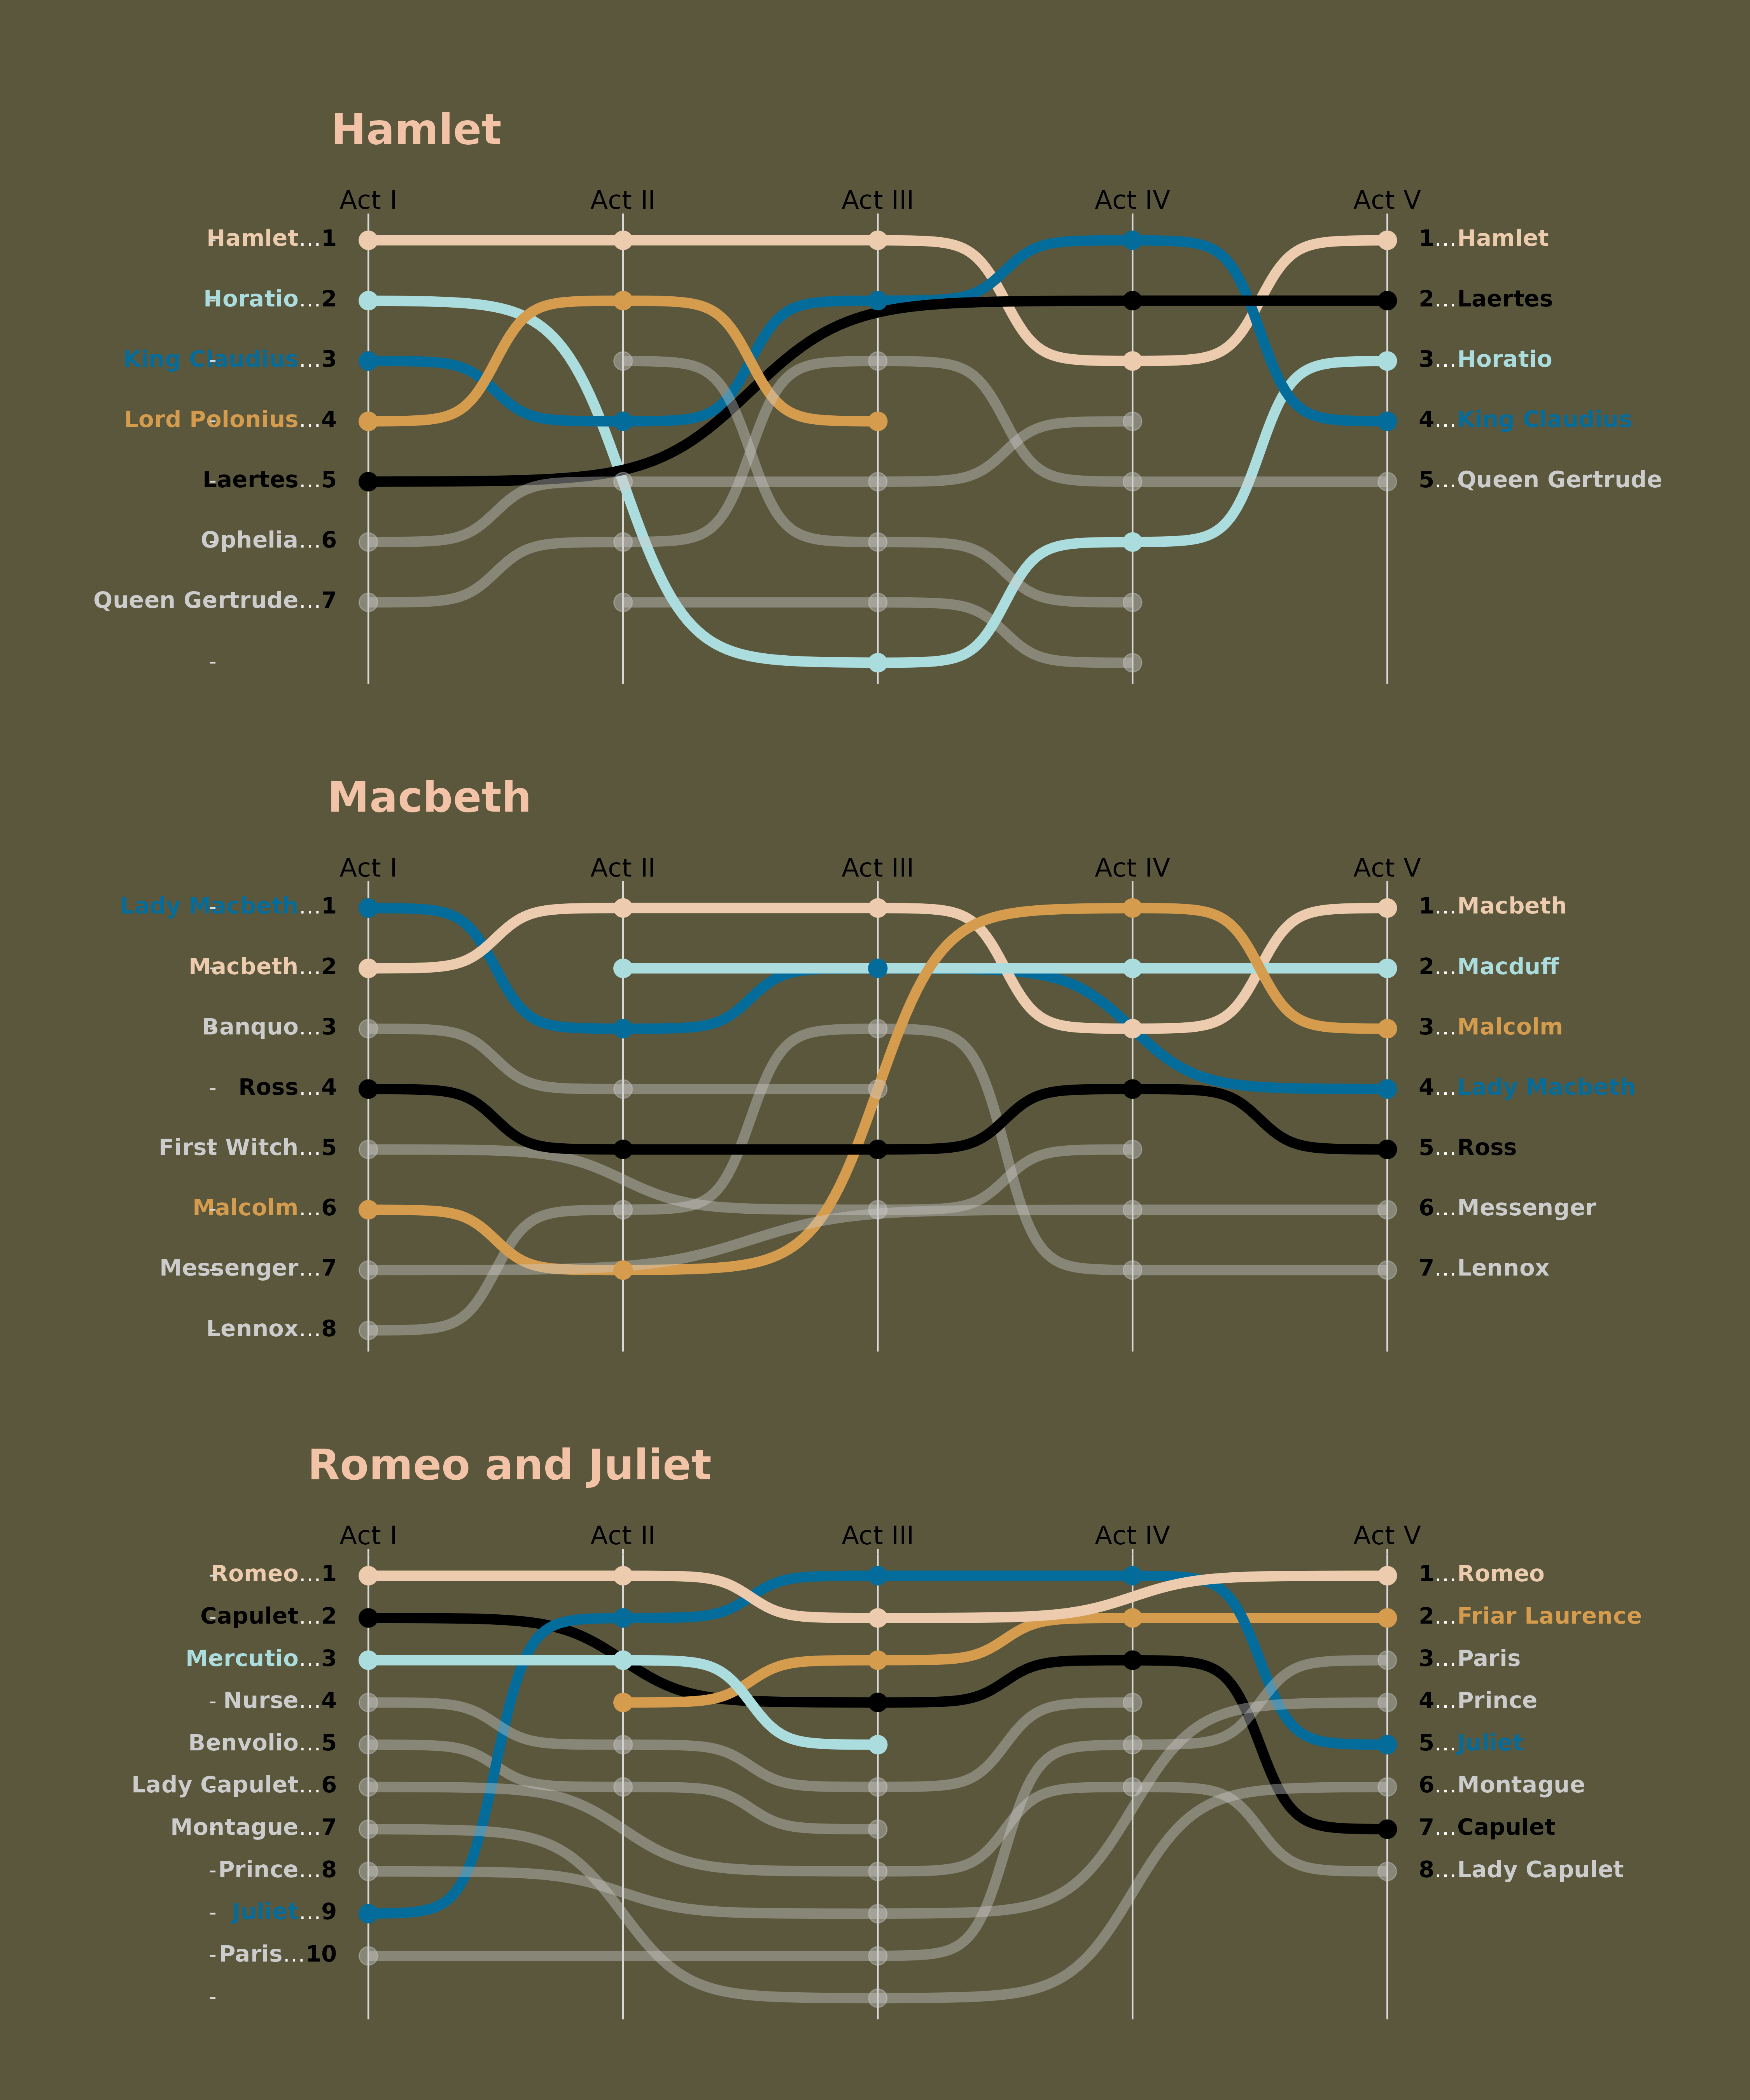 Hamlet
Act I Act II Act III Act IV Act V
Hamlet...1 1...Hamlet
Horatio...2 2...Laertes
King Claudius...3 3...Horatio
Lord Polonius...4 4...King Claudius
Laertes...5 5...Queen Gertrude
Ophelia...6
Queen Gertrude...7
Macbeth
Act I Act II Act III Act IV Act V
Lady Macbeth...1 1...Macbeth
Macbeth...2 2...Macduff
Banquo...3 3...Malcolm
Ross...4 4...Lady Macbeth
First Witch...5 5...Ross
Malcolm...6 6...Messenger
Messenger...7 7...Lennox
Lennox...8
Romeo and Juliet
Act I Act II Act III Act IV Act V
Romeo...1 1...Romeo
Capulet...2 2...Friar Laurence
Mercutio...3 3...Paris
Nurse...4 4...Prince
Benvolio...5 5...Juliet
Lady Capulet...6 6...Montague
Montague...7 7...Capulet
Prince...8 8...Lady Capulet
Juliet...9
Paris...10